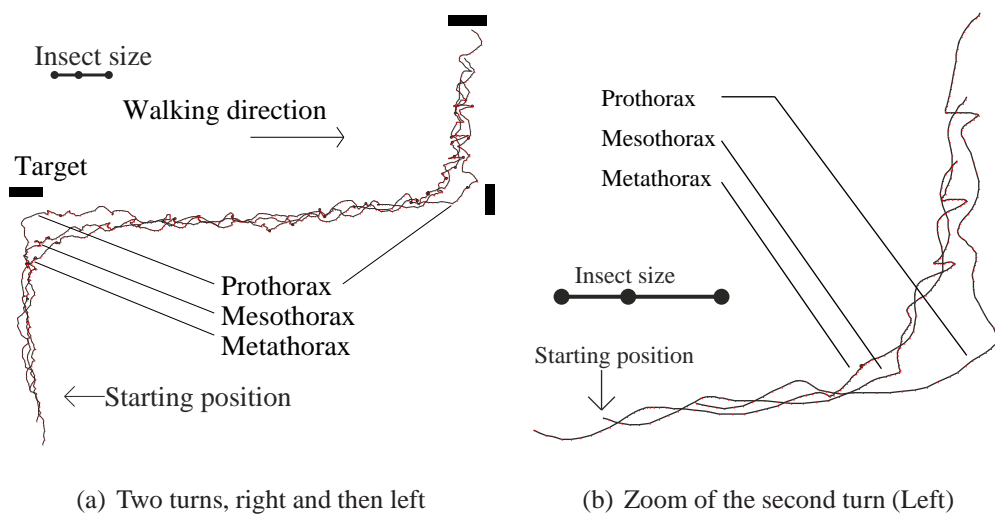 Insect size
Walking direction
Target
Prothorax
Mesothorax
Metathorax
Starting position
(a) Two turns, right and then left
Prothorax
Mesothorax
Metathorax
Insect size
Starting position
(b) Zoom of the second turn (Left)